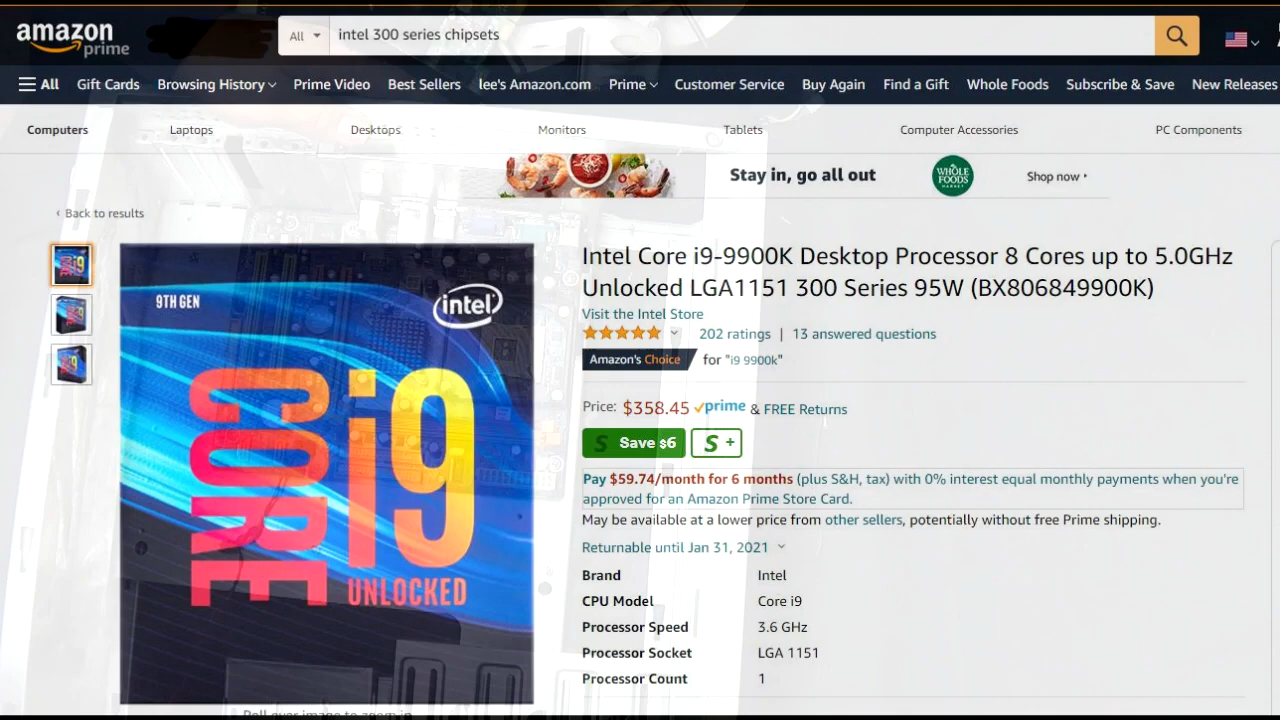 amazon
prime
All
intel 300 series chipsets
All
Gift Cards
Browsing History
Prime Video
Best Sellers
lee's Amazon.com
Prime
Customer Service
Buy Again
Find a Gift
Whole Foods
Subscribe & Save
New Releases
Computers
Laptops
Desktops
Monitors
Tablets
Computer Accessories
PC Components
Stay in, go all out
WHOLE
FOODS
MARKET
Shop now
‹ Back to results
9TH GEN
intel
CORE
i9
UNLOCKED
Intel Core i9-9900K Desktop Processor 8 Cores up to 5.0GHz
Unlocked LGA1151 300 Series 95W (BX806849900K)
Visit the Intel Store
202 ratings | 13 answered questions
Amazon's Choice for "i9 9900k"
Price: $358.45 prime & FREE Returns
S Save $6 S +
Pay $59.74/month for 6 months (plus S&H, tax) with 0% interest equal monthly payments when you're
approved for an Amazon Prime Store Card.
May be available at a lower price from other sellers, potentially without free Prime shipping.
Returnable until Jan 31, 2021
Brand Intel
CPU Model Core i9
Processor Speed 3.6 GHz
Processor Socket LGA 1151
Processor Count 1
Roll over image to zoom in